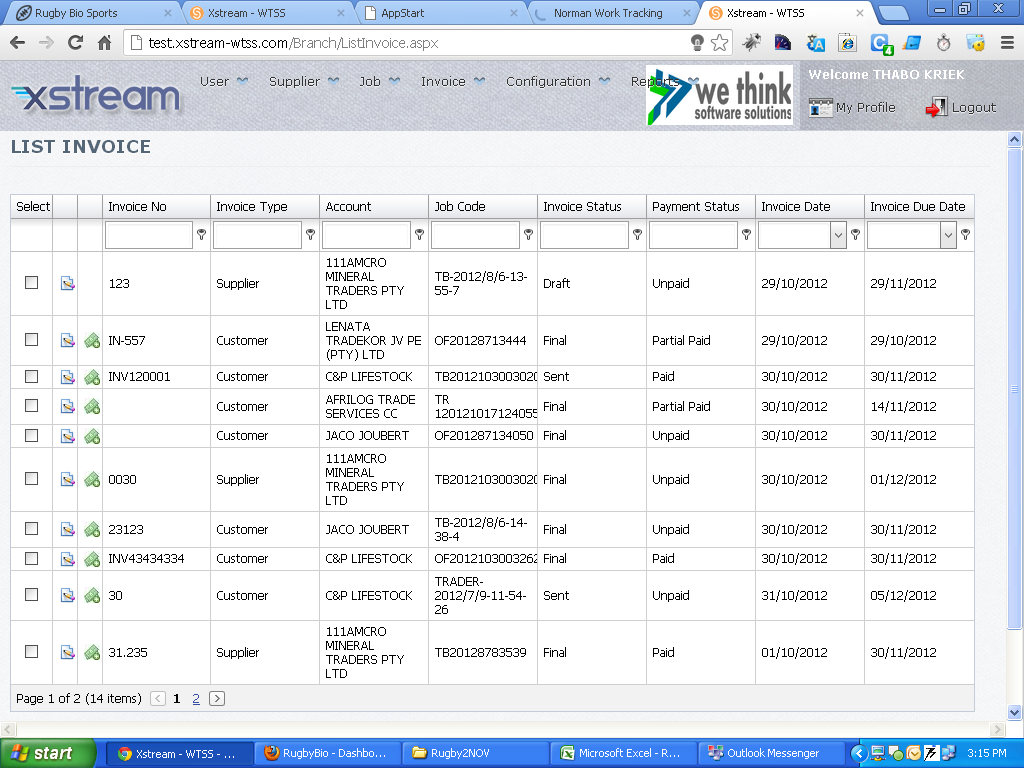 Rugby Bio Sports
Xstream - WTSS
AppStart
Norman Work Tracking
Xstream - WTSS
test.xstream-wtss.com/Branch/ListInvoice.aspx
4
xstream
User
Supplier
Job
Invoice
Configuration
Reports
we think
software solutions
Welcome THABO KRIEK
My Profile
Logout
LIST INVOICE
Select Invoice No Invoice Type Account Job Code Invoice Status Payment Status Invoice Date Invoice Due Date
111AMCRO
MINERAL
TRADERS PTY
LTD
123 Supplier TB-2012/8/6-13-
55-7 Draft Unpaid 29/10/2012 29/11/2012
LENATA
TRADEKOR JV PE
(PTY) LTD
IN-557 Customer OF20128713444 Final Partial Paid 29/10/2012 29/10/2012
INV120001 Customer C&P LIFESTOCK TB2012103003020 Sent Paid 30/10/2012 30/11/2012
Customer AFRILOG TRADE
SERVICES CC TR
120121017124055 Final Partial Paid 30/10/2012 14/11/2012
Customer JACO JOUBERT OF201287134050 Final Unpaid 30/10/2012 30/11/2012
111AMCRO
MINERAL
TRADERS PTY
LTD
0030 Supplier TB2012103003020 Final Unpaid 30/10/2012 01/12/2012
23123 Customer JACO JOUBERT TB-2012/8/6-14-
38-4 Final Unpaid 30/10/2012 30/11/2012
INV43434334 Customer C&P LIFESTOCK OF2012103003262 Final Paid 30/10/2012 30/11/2012
30 Customer C&P LIFESTOCK TRADER-
2012/7/9-11-54-
26 Sent Unpaid 31/10/2012 05/12/2012
111AMCRO
MINERAL
TRADERS PTY
LTD
31.235 Supplier TB20128783539 Final Paid 01/10/2012 30/11/2012
Page 1 of 2 (14 items) 1 2
start
Xstream - WTSS - ...
RugbyBio - Dashbo...
Rugby2NOV
Microsoft Excel - R...
Outlook Messenger
3:15 PM